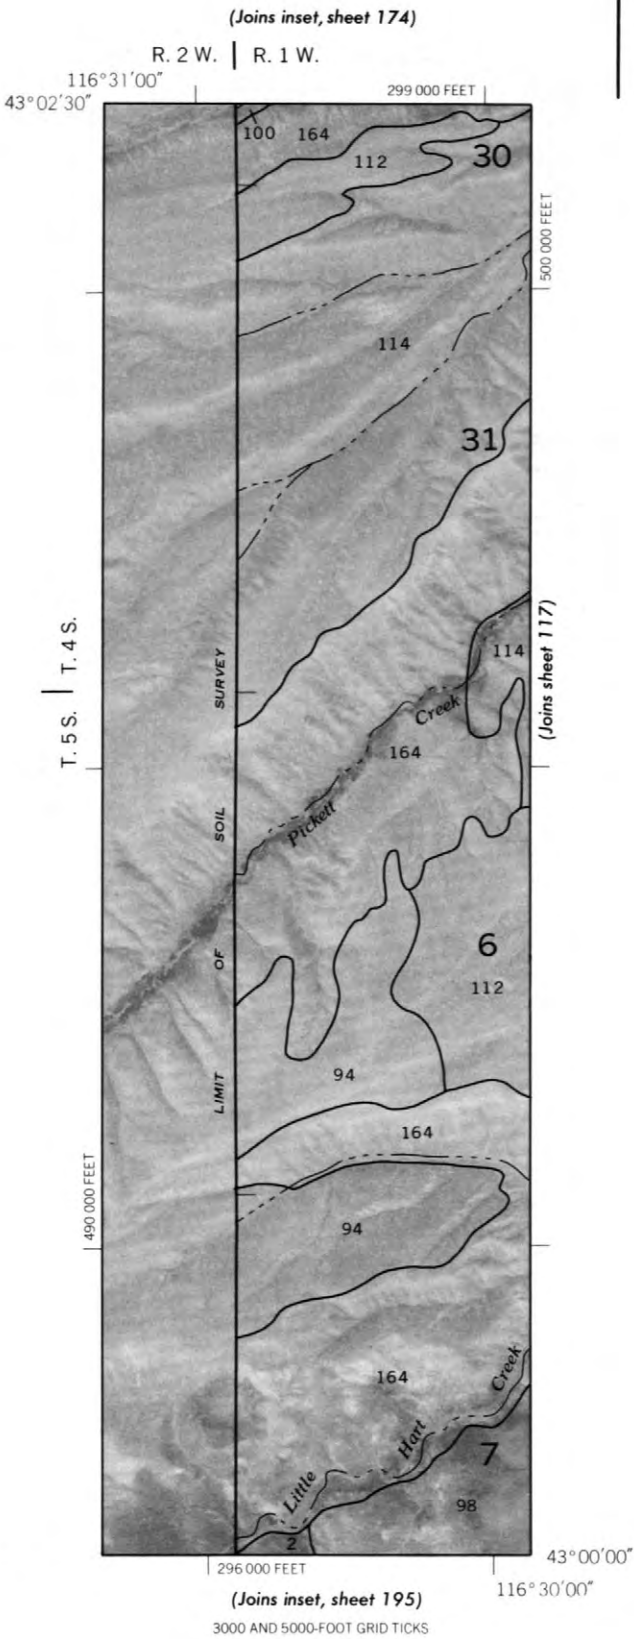 (Joins inset, sheet 174)
R. 2 W. | R. 1 W.
116°31'00"
299 000 FEET
43°02'30"
100
164
112
30
500 000 FEET
114
31
T. 4 S.
T. 5 S.
114
(Joins sheet 117)
Pickett Creek
164
LIMIT OF SOIL SURVEY
6
112
94
164
490 000 FEET
94
164
Little Hart Creek
7
98
2
43°00'00"
296 000 FEET
116°30'00"
(Joins inset, sheet 195)
3000 AND 5000-FOOT GRID TICKS